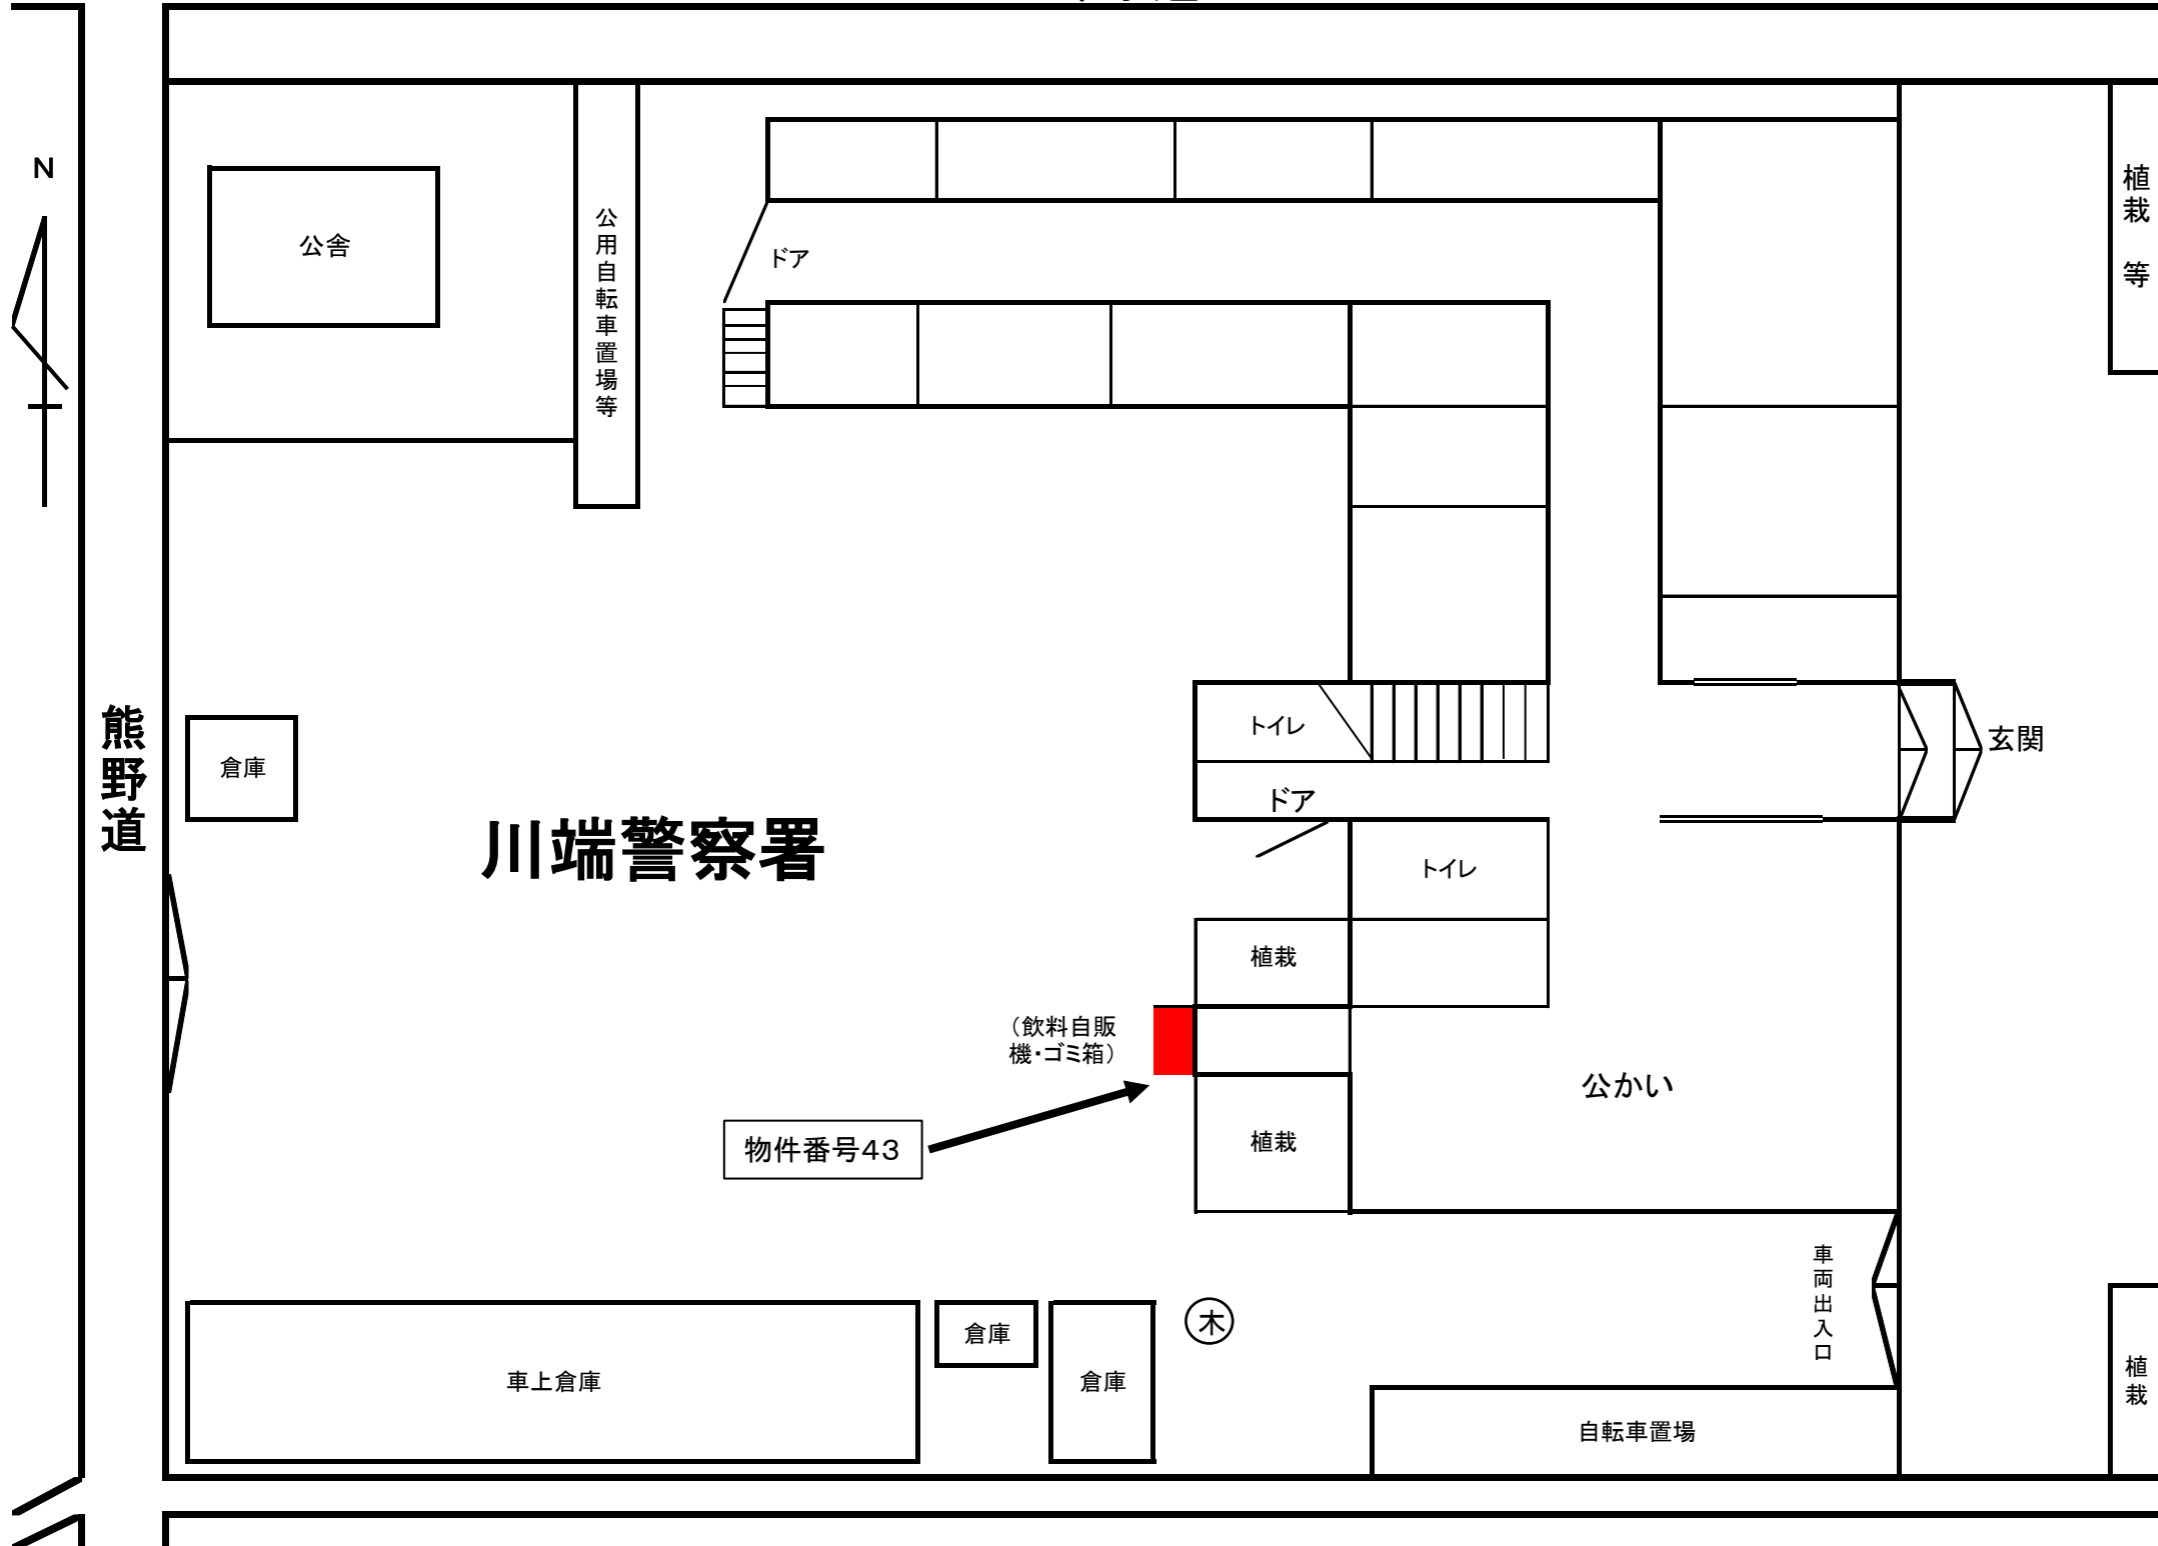 N
公舎
公用自転車置場等
ドア
植栽 等
熊野道
倉庫
川端警察署
トイレ
ドア
玄関
トイレ
植栽
（飲料自販
機・ゴミ箱）
物件番号43
植栽
公かい
車両出入口
車上倉庫
倉庫
倉庫
木
自転車置場
植栽